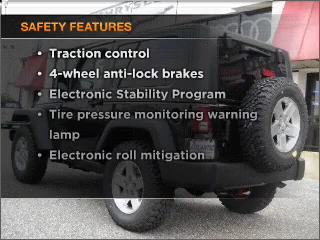 SAFETY FEATURES
• Traction control
• 4-wheel anti-lock brakes
• Electronic Stability Program
• Tire pressure monitoring warning
lamp
• Electronic roll mitigation